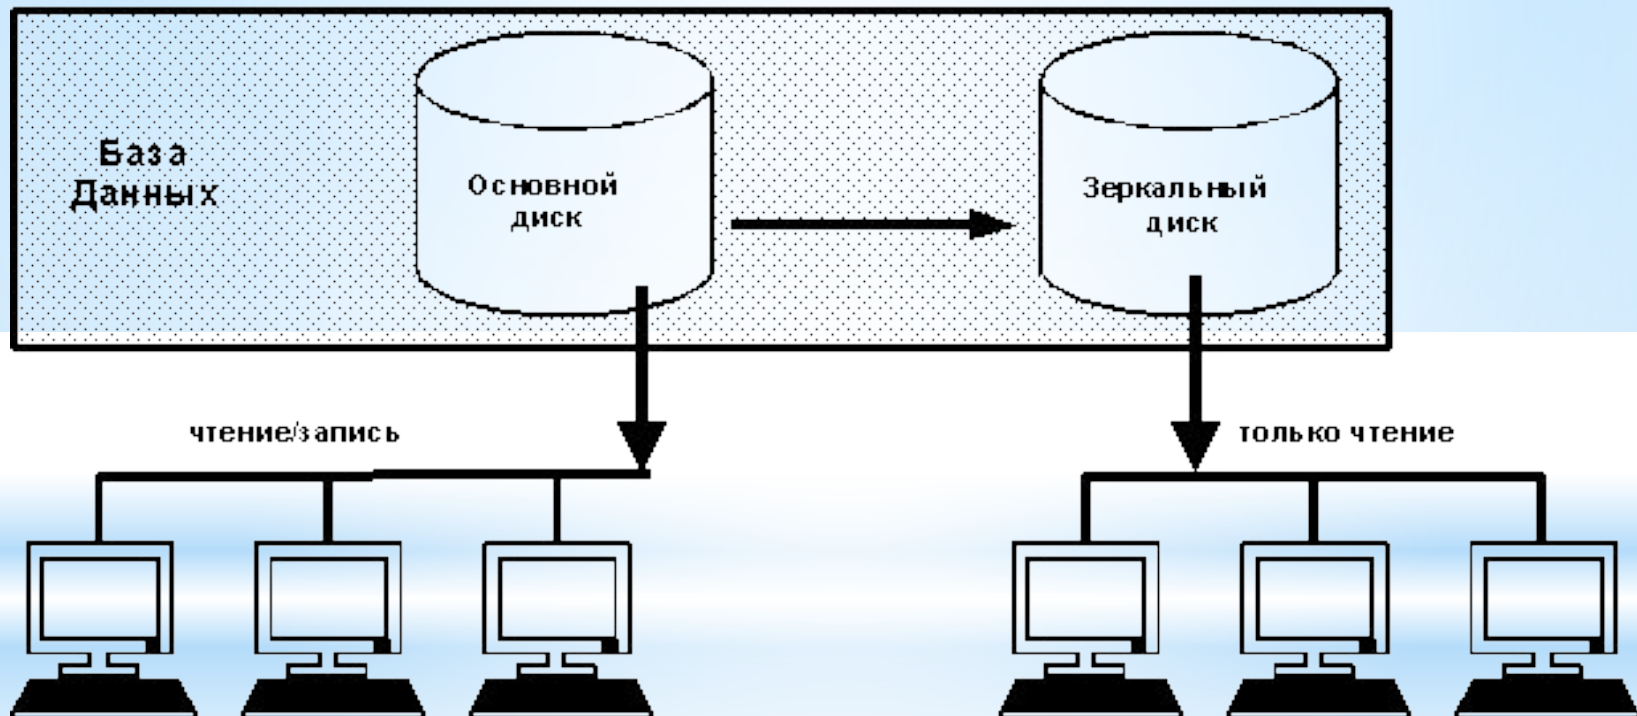 База
Данных
Основной
диск
Зеркальный
диск
чтение/запись
только чтение